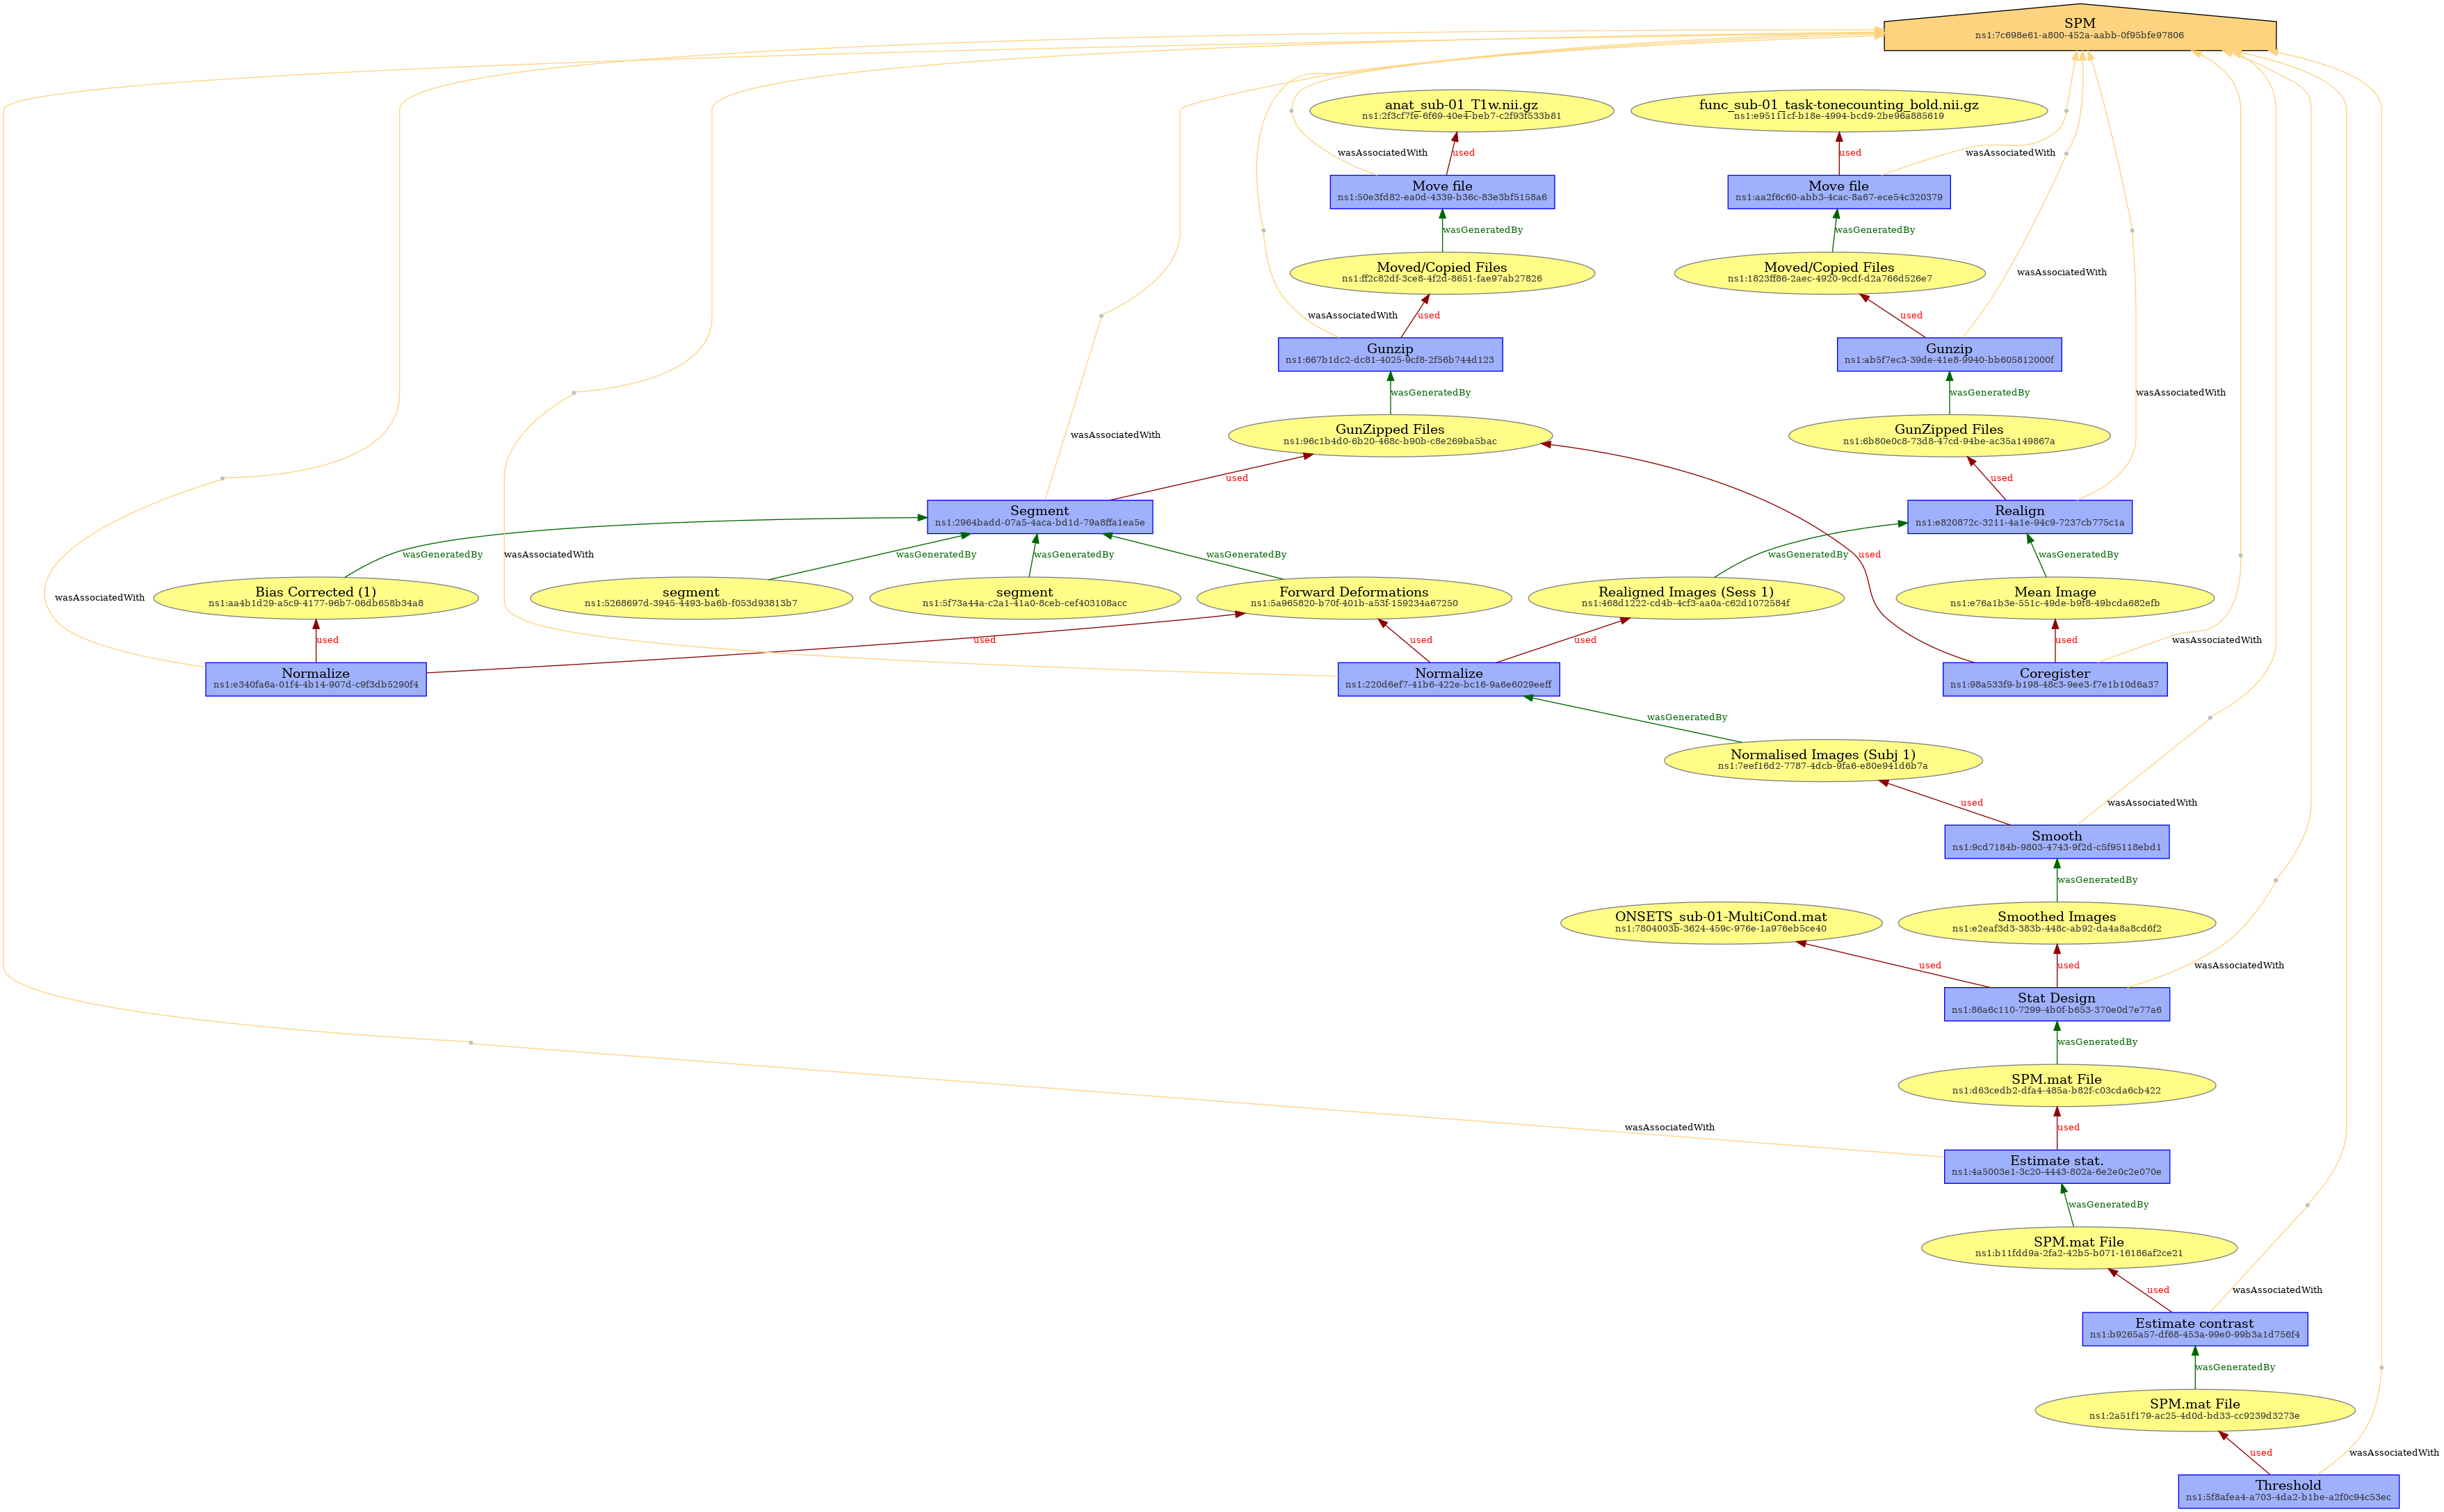 SPM
ns1:7c698e61-a800-452a-aabb-0f95bfe97806
anat_sub-01_T1w.nii.gz
ns1:2f3cf7fe-6f69-40e4-beb7-c2f93f533b81
func_sub-01_task-tonecounting_bold.nii.gz
ns1:e95111cf-b18e-4994-bcd9-2be96a885619
wasAssociatedWith
used
used
wasAssociatedWith
Move file
ns1:50e3fd82-ea0d-4339-b36c-83e3bf5158a6
Move file
ns1:aa2f6c60-abb3-4cac-8a67-ece54c320379
wasGeneratedBy
wasGeneratedBy
Moved/Copied Files
ns1:ff2c82df-3ce8-4f2d-8651-fae97ab27826
Moved/Copied Files
ns1:1823ff86-2aec-4920-9cdf-d2a766d526e7
wasAssociatedWith
wasAssociatedWith
used
used
Gunzip
ns1:667b1dc2-dc81-4025-9cf8-2f56b744d123
Gunzip
ns1:ab5f7ec3-39de-41e8-9940-bb605812000f
wasGeneratedBy
wasGeneratedBy
wasAssociatedWith
GunZipped Files
ns1:96c1b4d0-6b20-468c-b90b-c8e269ba5bac
GunZipped Files
ns1:6b80e0c8-73d8-47cd-94be-ac35a149867a
wasAssociatedWith
used
used
Segment
ns1:2964badd-07a5-4aca-bd1d-79a8ffa1ea5e
Realign
ns1:e820872c-3211-4a1e-94c9-7237cb775c1a
wasGeneratedBy
wasAssociatedWith
wasGeneratedBy
wasGeneratedBy
wasGeneratedBy
wasGeneratedBy
used
wasGeneratedBy
wasAssociatedWith
Bias Corrected (1)
ns1:aa4b1d29-a5c9-4177-96b7-06db658b34a8
segment
ns1:5268697d-3945-4493-ba6b-f053d93813b7
segment
ns1:5f73a44a-c2a1-41a0-8ceb-cef403108acc
Forward Deformations
ns1:5a965820-b70f-401b-a53f-159234a67250
Realigned Images (Sess 1)
ns1:468d1222-cd4b-4cf3-aa0a-c62d1072584f
Mean Image
ns1:e76a1b3e-551c-49de-b9f8-49bcda682efb
used
used
used
used
used
wasAssociatedWith
Normalize
ns1:e340fa6a-01f4-4b14-907d-c9f3db5290f4
Normalize
ns1:220d6ef7-41b6-422e-bc16-9a6e6029eeff
Coregister
ns1:98a533f9-b198-48c3-9ee3-f7e1b10d6a37
wasGeneratedBy
Normalised Images (Subj 1)
ns1:7eef16d2-7787-4dcb-9fa6-e80e941d6b7a
used
wasAssociatedWith
Smooth
ns1:9cd7184b-9803-4743-9f2d-c5f95118ebd1
wasGeneratedBy
ONSETS_sub-01-MultiCond.mat
ns1:7804003b-3624-459c-976e-1a976eb5ce40
Smoothed Images
ns1:e2eaf3d3-383b-448c-ab92-da4a8a8cd6f2
used
used
wasAssociatedWith
Stat Design
ns1:86a6c110-7299-4b0f-b653-370e0d7e77a6
wasGeneratedBy
SPM.mat File
ns1:d63cedb2-dfa4-485a-b82f-c03cda6cb422
wasAssociatedWith
used
Estimate stat.
ns1:4a5003e1-3c20-4443-802a-6e2e0c2e070e
wasGeneratedBy
SPM.mat File
ns1:b11fdd9a-2fa2-42b5-b071-16186af2ce21
used
wasAssociatedWith
Estimate contrast
ns1:b9265a57-df68-453a-99e0-99b3a1d756f4
wasGeneratedBy
SPM.mat File
ns1:2a51f179-ac25-4d0d-bd33-cc9239d3273e
used
wasAssociatedWith
Threshold
ns1:5f8afea4-a703-4da2-b1be-a2f0c94c53ec